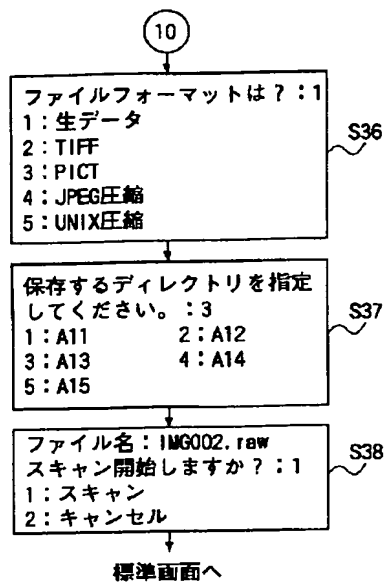 10
ファイルフォーマットは？：1
1：生データ
2：TIFF
3：PICT
4：JPEG圧縮
5：UNIX圧縮
S36
保存するディレクトリを指定
してください。：3
1：A11 2：A12
3：A13 4：A14
5：A15
S37
ファイル名：IMG002.raw
スキャン開始しますか？：1
1：スキャン
2：キャンセル
S38
標準画面へ